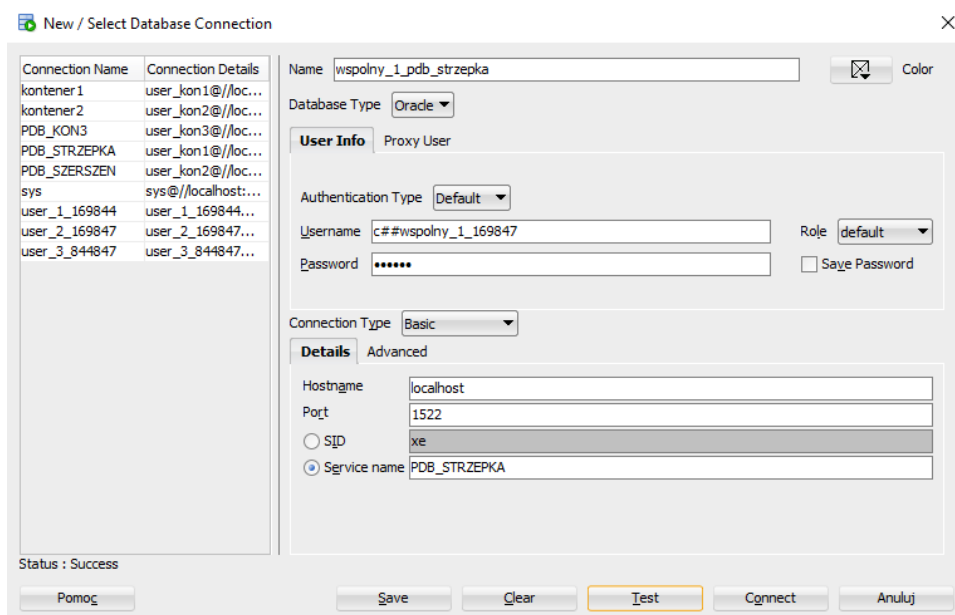 New / Select Database Connection
Connection Name Connection Details
kontener1 user_kon1@//loc...
kontener2 user_kon2@//loc...
PDB_KON3 user_kon3@//loc...
PDB_STRZEPKA user_kon1@//loc...
PDB_SZERSZEN user_kon2@//loc...
sys sys@//localhost:...
user_1_169844 user_1_169844...
user_2_169847 user_2_169847...
user_3_844847 user_3_844847...
Name wspolny_1_pdb_strzepka Color
Database Type Oracle
User Info Proxy User
Authentication Type Default
Username c##wspolny_1_169847 Role default
Password •••••• Save Password
Connection Type Basic
Details Advanced
Hostname localhost
Port 1522
SID xe
Service name PDB_STRZEPKA
Status : Success
Pomoc Save Clear Test Connect Anuluj